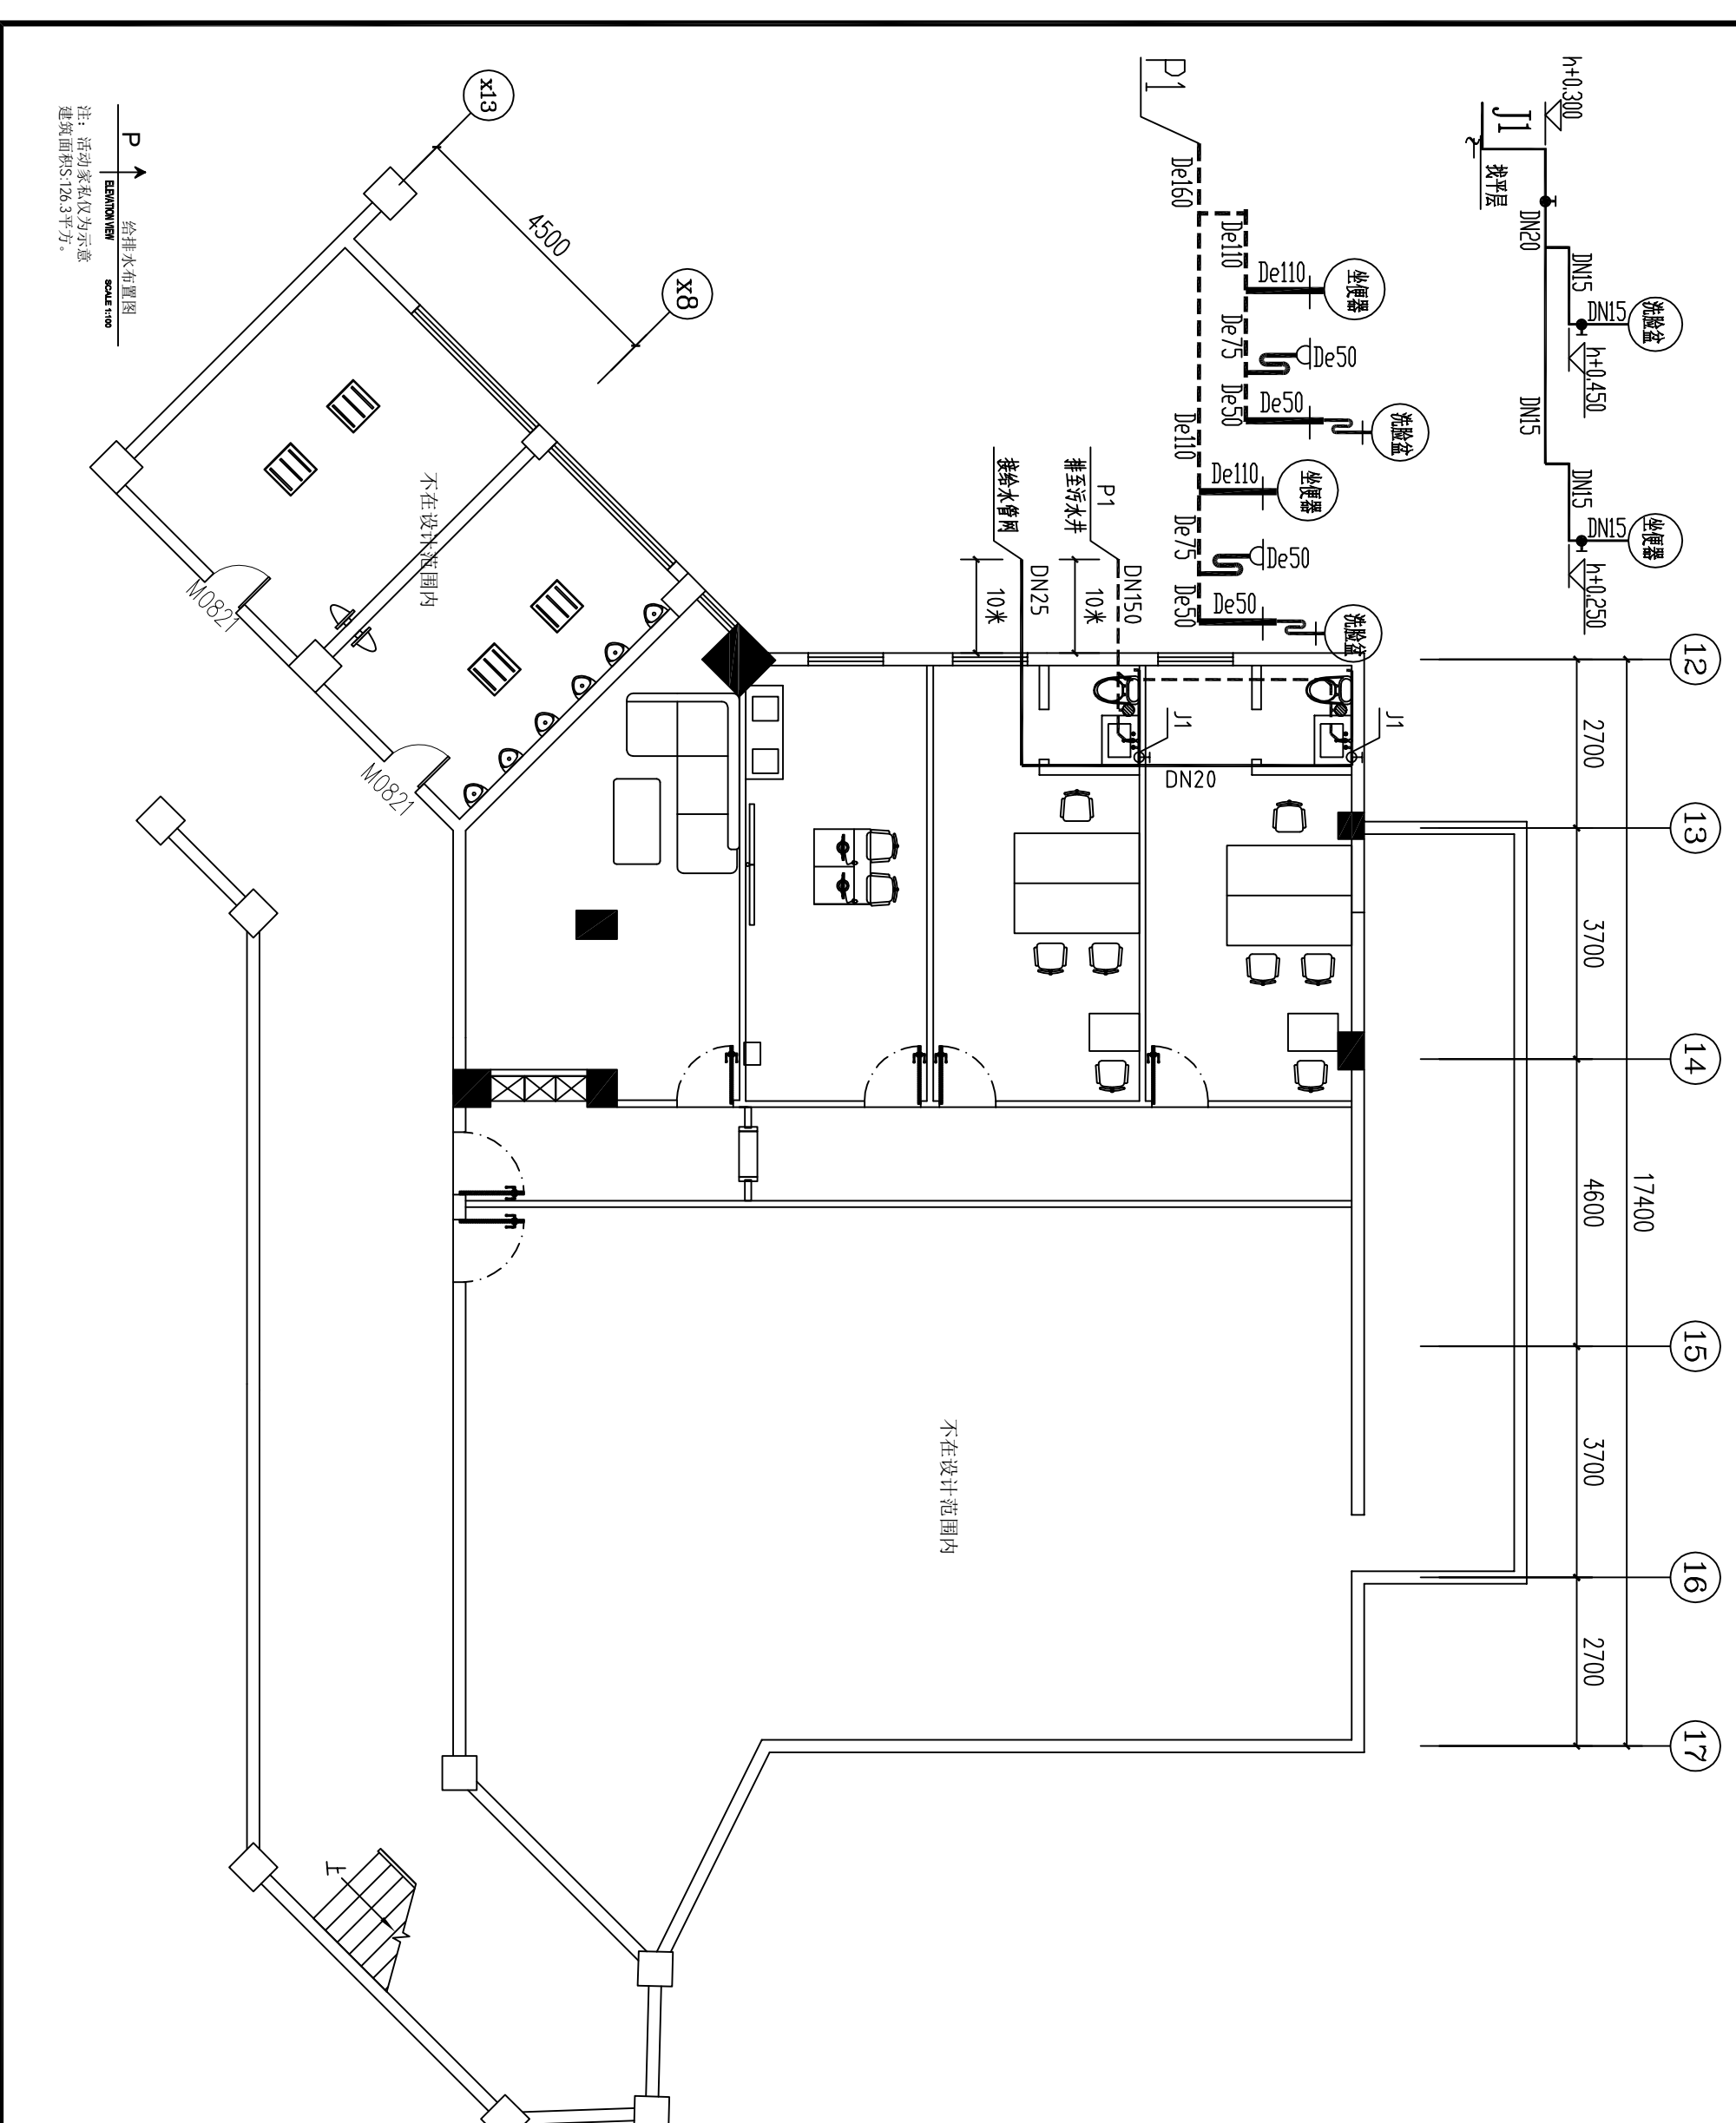 h+0.300
J1
找平层
DN20
DN15
DN15
洗脸盆
h+0.450
DN15
DN15
DN15
坐便器
h+0.250
P1
De160
De110
De110
坐便器
De75
De50
De50
De50
洗脸盆
De110
De110
坐便器
De75
De50
De50
De50
洗脸盆
P1
排至污水井
DN150
10米
接给水管网
DN25
10米
J1
J1
DN20
12
13
14
15
16
17
2700
3700
4600
3700
2700
17400
x13
x8
4500
不在设计范围内
M0821
M0821
不在设计范围内
上
P
给排水布置图
ELEVATION VIEW
SCALE 1:100
注：活动家私仅为示意
建筑面积S:126.3平方。